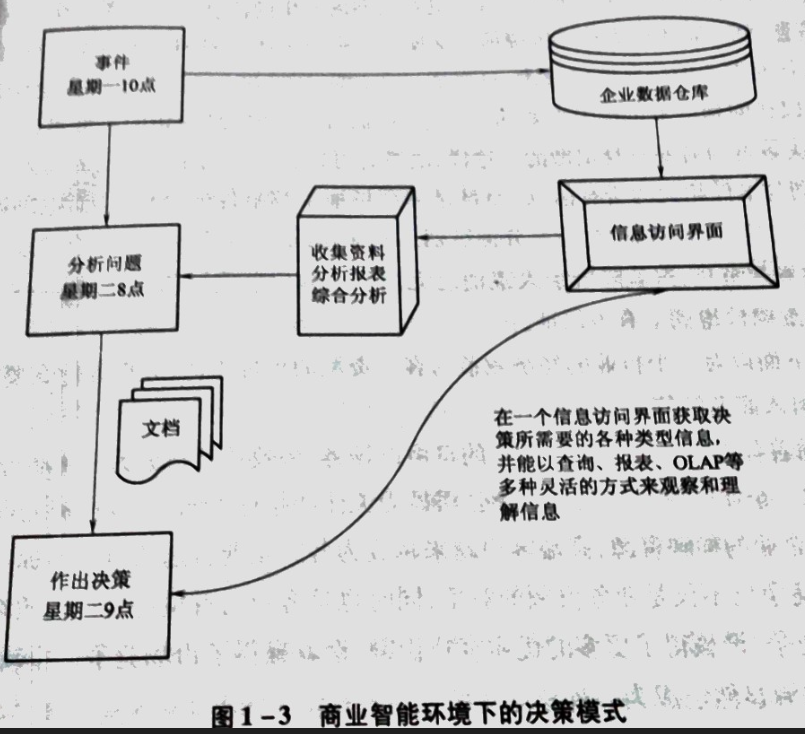 事件
星期一10点
企业数据仓库
信息访问界面
收集资料
分析报表
综合分析
分析问题
星期二8点
文档
在一个信息访问界面获取决
策所需要的各种类型信息,
并能以查询、报表、OLAP等
多种灵活的方式来观察和理
解信息
作出决策
星期二9点
图1-3 商业智能环境下的决策模式